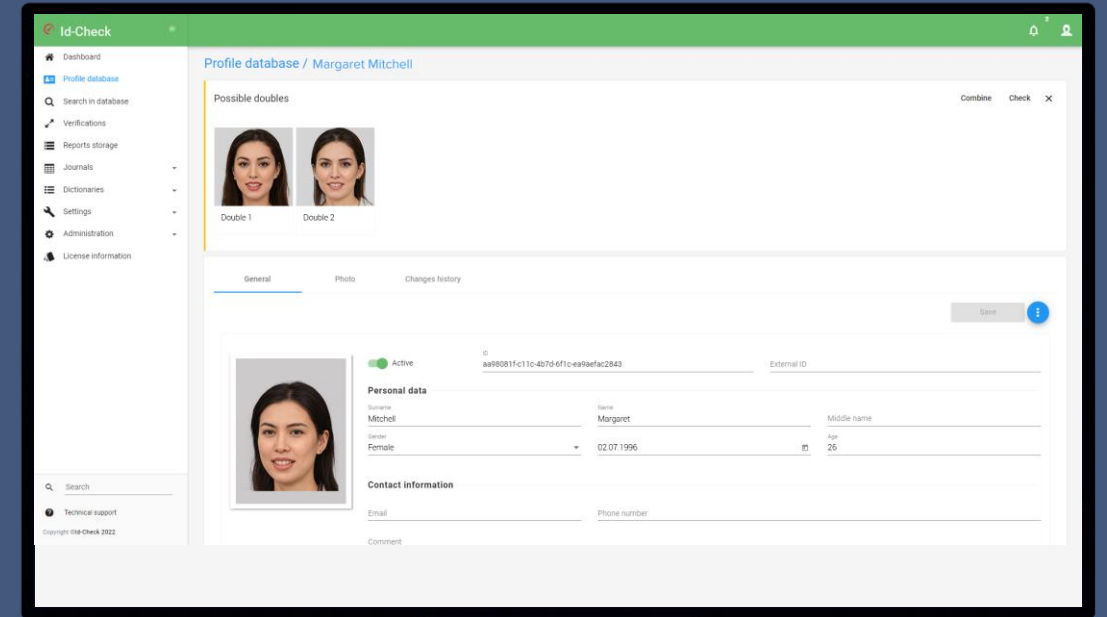 Id-Check
2
Dashboard
Profile database
Search in database
Verifications
Reports storage
Journals
Dictionaries
Settings
Administration
License information
Search
Technical support
Copyright ©Id-Check 2022
Profile database / Margaret Mitchell
Possible doubles
Combine Check ×
Double 1 Double 2
General Photo Changes history
Save
Active
ID
aa98081f-c11c-4b7d-6f1c-ea9aefac2843
External ID
Personal data
Surname Name
Mitchell Margaret Middle name
Gender Age
Female 02.07.1996 26
Contact information
Email Phone number
Comment